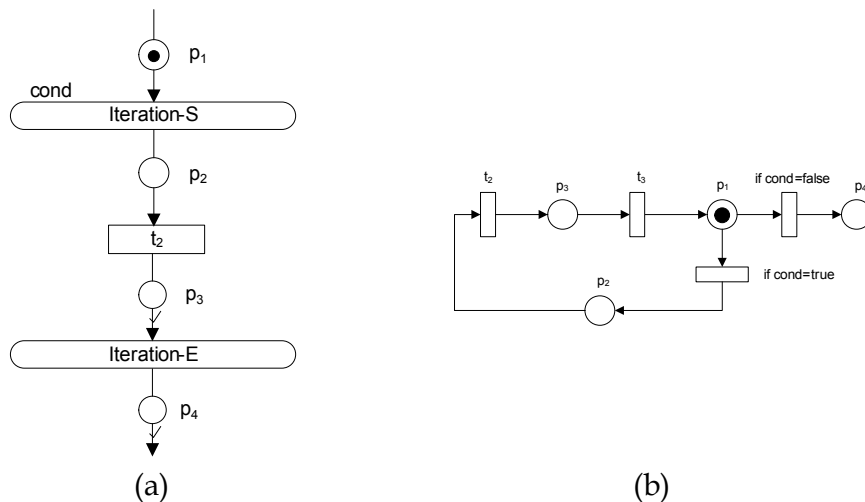 p₁
cond
Iteration-S
p₂
t₂
p₃
Iteration-E
p₄
(a)
t₂
p₃
t₃
p₁
if cond=false
p₄
if cond=true
p₂
(b)